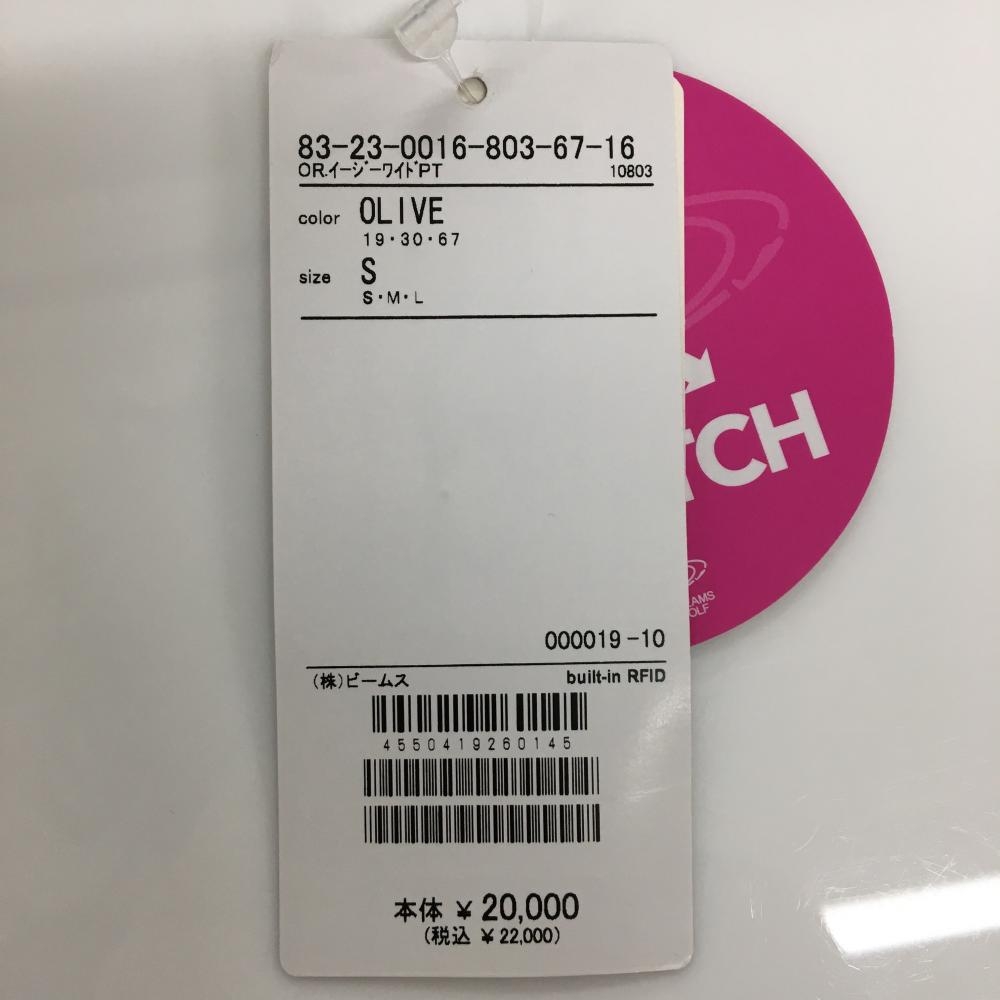 83-23-0016-803-67-16
OR.イージーワイドPT 10803
color OLIVE
19・30・67
size S
S・M・L
000019-10
(株)ビームス built-in RFID
4550419260145
本体 ¥20,000
(税込 ¥22,000)
TCH
AMS
OLF